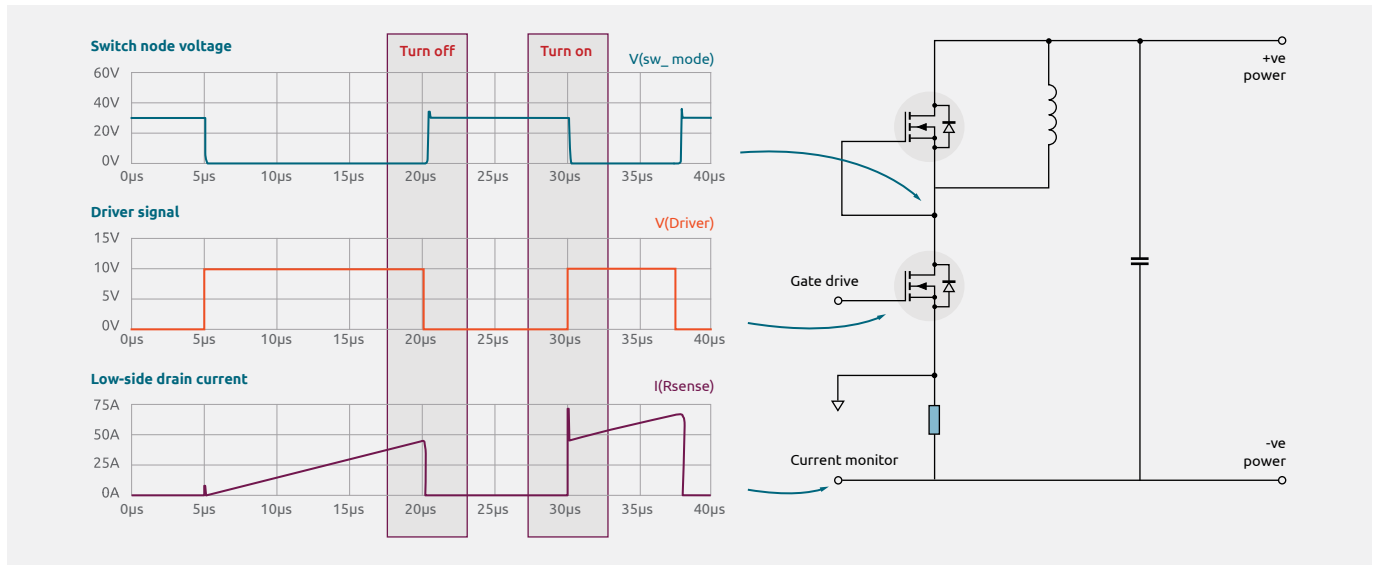 Switch node voltage
Turn off
Turn on
V(sw_ mode)
60V
40V
20V
0V
0µs
5µs
10µs
15µs
20µs
25µs
30µs
35µs
40µs
Driver signal
V(Driver)
15V
10V
5V
0V
0µs
5µs
10µs
15µs
20µs
25µs
30µs
35µs
40µs
Low-side drain current
I(Rsense)
75A
50A
25A
0A
0µs
5µs
10µs
15µs
20µs
25µs
30µs
35µs
40µs
+ve
power
Gate drive
Current monitor
-ve
power